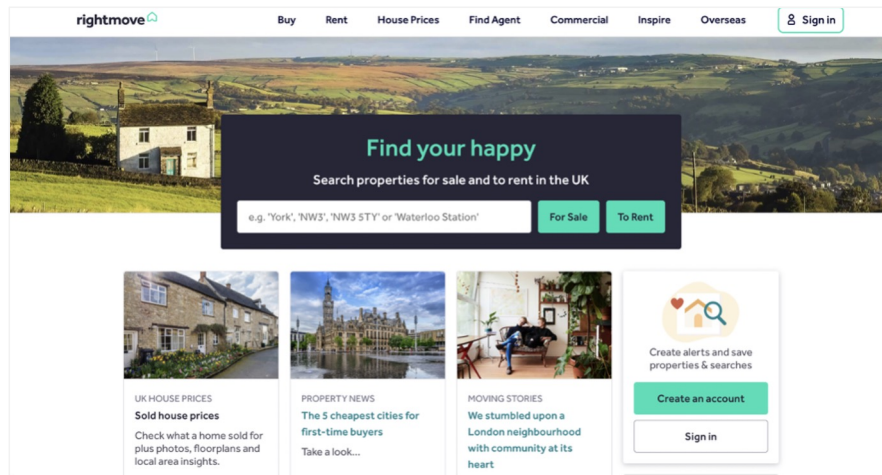 rightmove
Buy
Rent
House Prices
Find Agent
Commercial
Inspire
Overseas
Sign in
Find your happy
Search properties for sale and to rent in the UK
e.g. 'York', 'NW3', 'NW3 5TY' or 'Waterloo Station'
For Sale
To Rent
UK HOUSE PRICES
Sold house prices
Check what a home sold for
plus photos, floorplans and
local area insights.
PROPERTY NEWS
The 5 cheapest cities for
first-time buyers
Take a look...
MOVING STORIES
We stumbled upon a
London neighbourhood
with community at its
heart
Create alerts and save
properties & searches
Create an account
Sign in